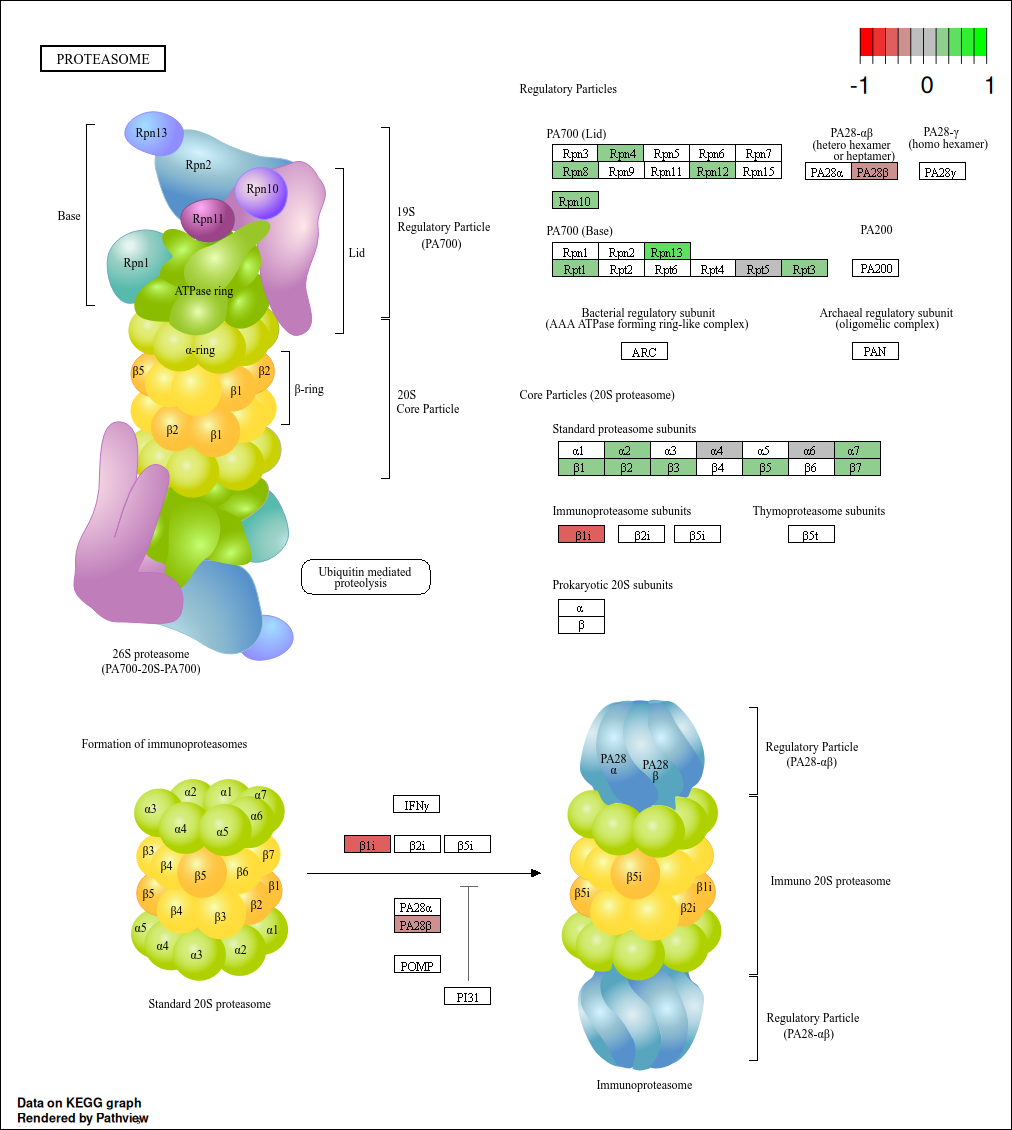 PROTEASOME
-1 0 1
Regulatory Particles
PA700 (Lid)
Rpn3 Rpn4 Rpn5 Rpn6 Rpn7
Rpn8 Rpn9 Rpn11 Rpn12 Rpn15
Rpn10
PA28-αβ
(hetero hexamer
or heptamer)
PA28α PA28β
PA28-γ
(homo hexamer)
PA28γ
PA700 (Base)
Rpn1 Rpn2 Rpn13
Rpt1 Rpt2 Rpt6 Rpt4 Rpt5 Rpt3
PA200
PA200
Bacterial regulatory subunit
(AAA ATPase forming ring-like complex)
ARC
Archaeal regulatory subunit
(oligomelic complex)
PAN
Core Particles (20S proteasome)
Standard proteasome subunits
α1 α2 α3 α4 α5 α6 α7
β1 β2 β3 β4 β5 β6 β7
Immunoproteasome subunits
β1i β2i β5i
Thymoproteasome subunits
β5t
Prokaryotic 20S subunits
α
β
Rpn13
Rpn2
Rpn10
Rpn11
Rpn1
ATPase ring
Base
Lid
19S
Regulatory Particle
(PA700)
α-ring
β5 β2
β1
β-ring
β2 β1
20S
Core Particle
Ubiquitin mediated
proteolysis
26S proteasome
(PA700-20S-PA700)
Formation of immunoproteasomes
α2 α1 α7
α3 α6
α4 α5
β3 β7
β4 β5 β6
β5 β1
β4 β3 β2
α5 α1
α4 α3 α2
Standard 20S proteasome
IFNγ
β1i β2i β5i
PA28α
PA28β
POMP
PI31
PA28
α
PA28
β
β5i
β5i β1i
β2i
Immunoproteasome
Regulatory Particle
(PA28-αβ)
Immuno 20S proteasome
Regulatory Particle
(PA28-αβ)
Data on KEGG graph
Rendered by Pathview